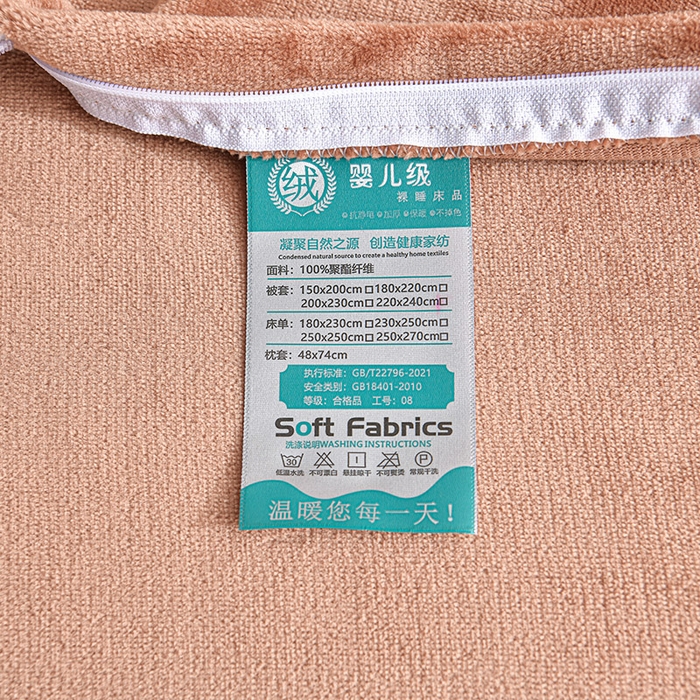 绒 婴儿级
裸睡床品
抗静电 加厚 保暖 不掉色
凝聚自然之源 创造健康家纺
Condensed natural source to create a healthy home textiles
面料：100%聚酯纤维
被套：150x200cm□ 180x220cm□
200x230cm□ 220x240cm□
床单：180x230cm□ 230x250cm□
250x250cm□ 250x270cm□
枕套：48x74cm
执行标准：GB/T22796-2021
安全类别：GB18401-2010
等级：合格品 工号：08
Soft Fabrics
洗涤说明WASHING INSTRUCTIONS
30 P
低温水洗 不可漂白 悬挂晾干 不可熨烫 常规干洗
温暖您每一天！